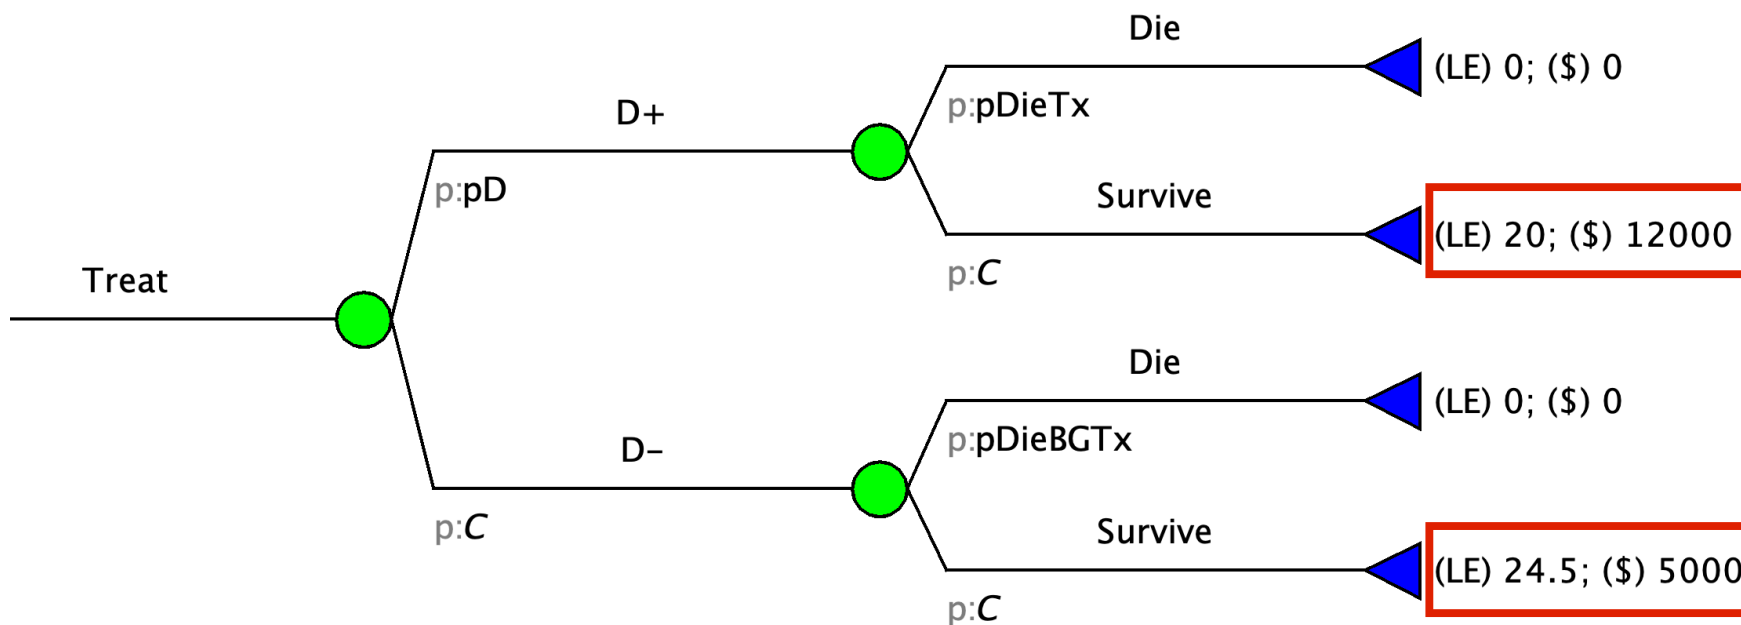 Die
(LE) 0; ($) 0
p:pDieTx
D+
p:pD
Survive
(LE) 20; ($) 12000
p:C
Treat
Die
(LE) 0; ($) 0
p:pDieBGTx
D-
p:C
Survive
(LE) 24.5; ($) 5000
p:C